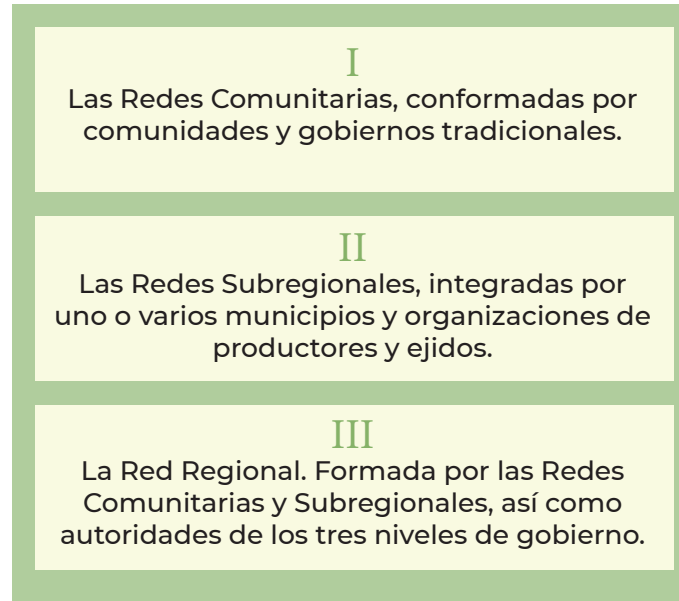 I
Las Redes Comunitarias, conformadas por
comunidades y gobiernos tradicionales.
II
Las Redes Subregionales, integradas por
uno o varios municipios y organizaciones de
productores y ejidos.
III
La Red Regional. Formada por las Redes
Comunitarias y Subregionales, así como
autoridades de los tres niveles de gobierno.